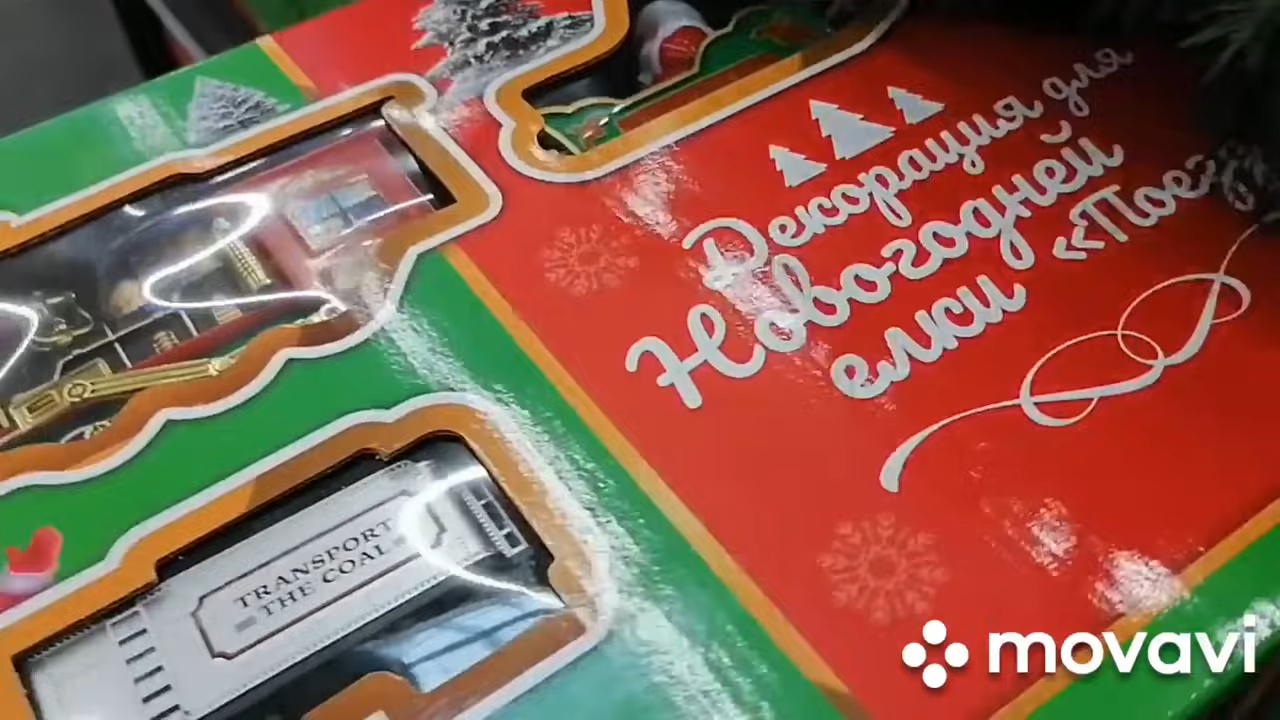 Декорация для
Новогодней
елки «Пое
TRANSPORT
THE COAL
movavi